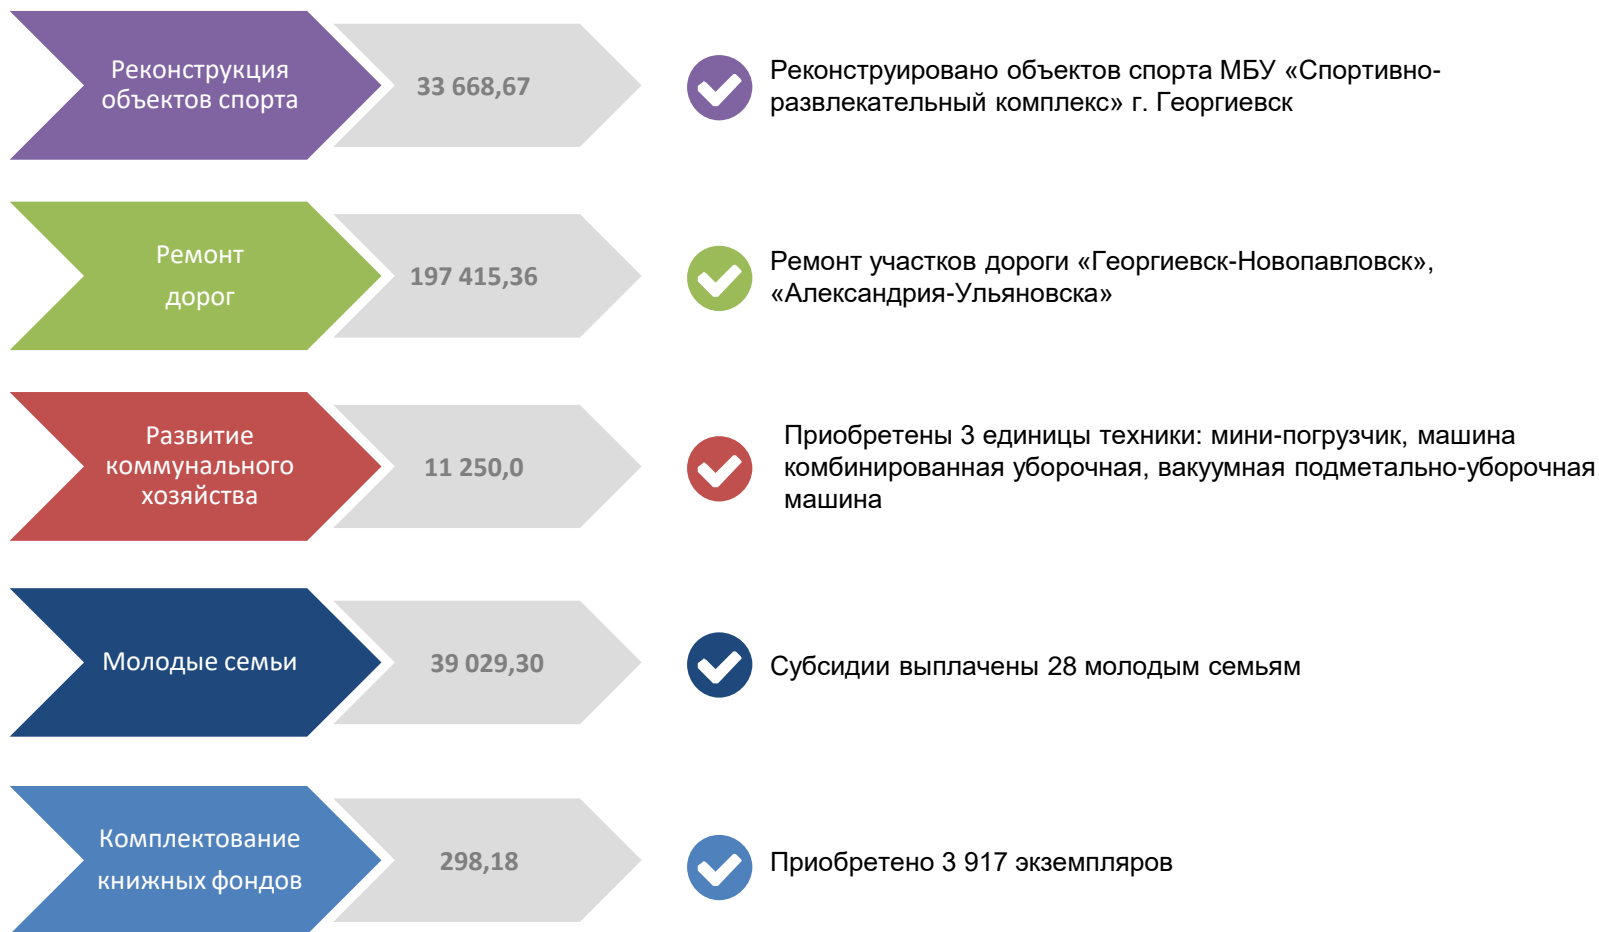 Реконструкция
объектов спорта
33 668,67
Реконструировано объектов спорта МБУ «Спортивно-
развлекательный комплекс» г. Георгиевск
Ремонт
дорог
197 415,36
Ремонт участков дороги «Георгиевск-Новопавловск»,
«Александрия-Ульяновска»
Развитие
коммунального
хозяйства
11 250,0
Приобретены 3 единицы техники: мини-погрузчик, машина
комбинированная уборочная, вакуумная подметально-уборочная
машина
Молодые семьи
39 029,30
Субсидии выплачены 28 молодым семьям
Комплектование
книжных фондов
298,18
Приобретено 3 917 экземпляров